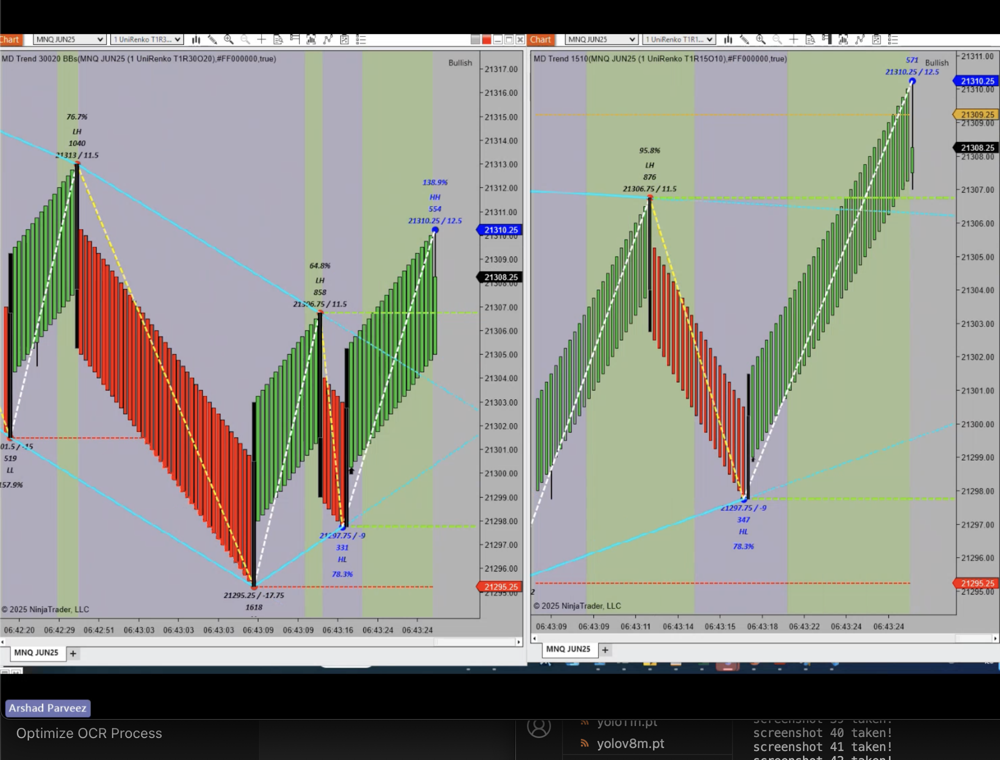 Chart MNQ JUN25 1 UniRenko T1R3...
MD Trend 30020 BBs(MNQ JUN25 (1 UniRenko T1R30O20),#FF000000,true)
Bullish
76.7%
LH
1040
21313 / 11.5
64.8%
LH
858
21306.75 / 11.5
138.9%
HH
554
21310.25 / 12.5
01.5 / -15
519
LL
157.9%
21297.75 / -9
331
HL
78.3%
21295.25 / -17.75
1618
21317.00
21316.00
21315.00
21314.00
21313.00
21312.00
21311.00
21310.25
21309.00
21308.25
21307.00
21306.00
21305.00
21304.00
21303.00
21302.00
21301.00
21300.00
21299.00
21298.00
21297.00
21296.00
21295.25
© 2025 NinjaTrader, LLC
06:42:20 06:42:29 06:42:51 06:43:03 06:43:03 06:43:03 06:43:09 06:43:09 06:43:16 06:43:24 06:43:24
MNQ JUN25 +
Chart MNQ JUN25 1 UniRenko T1R1...
MD Trend 1510(MNQ JUN25 (1 UniRenko T1R15O10),#FF000000,true)
Bullish
571
21310.25 / 12.5
95.8%
LH
876
21306.75 / 11.5
21297.75 / -9
347
HL
78.3%
2
21311.00
21310.25
21309.25
21308.25
21308.00
21307.00
21306.00
21305.00
21304.00
21303.00
21302.00
21301.00
21300.00
21299.00
21298.00
21297.00
21296.00
21295.25
21295.00
© 2025 NinjaTrader, LLC
06:43:09 06:43:09 06:43:11 06:43:14 06:43:15 06:43:18 06:43:22 06:43:24 06:43:24
MNQ JUN25 +
Arshad Parveez
Optimize OCR Process
yolo11n.pt
yolov8m.pt
screenshot 39 taken!
screenshot 40 taken!
screenshot 41 taken!
screenshot 42 taken!